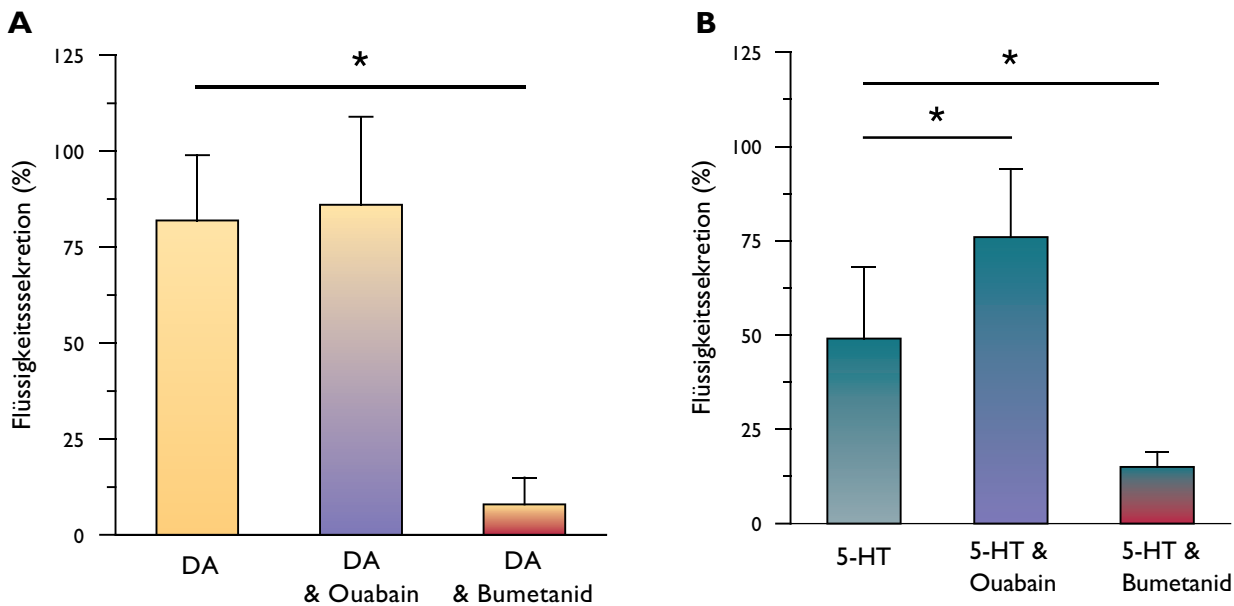 A
Flüssigkeitsssekretion (%)
125
100
75
50
25
0
*
DA
DA
& Ouabain
DA
& Bumetanid
B
Flüssigkeitssekretion (%)
125
100
75
50
25
0
*
*
5-HT
5-HT &
Ouabain
5-HT &
Bumetanid